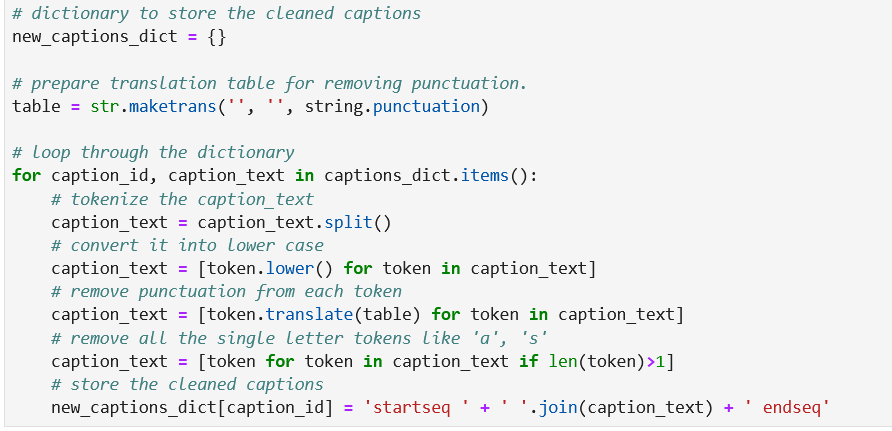 # dictionary to store the cleaned captions
new_captions_dict = {}

# prepare translation table for removing punctuation.
table = str.maketrans('', '', string.punctuation)

# loop through the dictionary
for caption_id, caption_text in captions_dict.items():
    # tokenize the caption_text
    caption_text = caption_text.split()
    # convert it into lower case
    caption_text = [token.lower() for token in caption_text]
    # remove punctuation from each token
    caption_text = [token.translate(table) for token in caption_text]
    # remove all the single letter tokens like 'a', 's'
    caption_text = [token for token in caption_text if len(token)>1]
    # store the cleaned captions
    new_captions_dict[caption_id] = 'startseq ' + ' '.join(caption_text) + ' endseq'